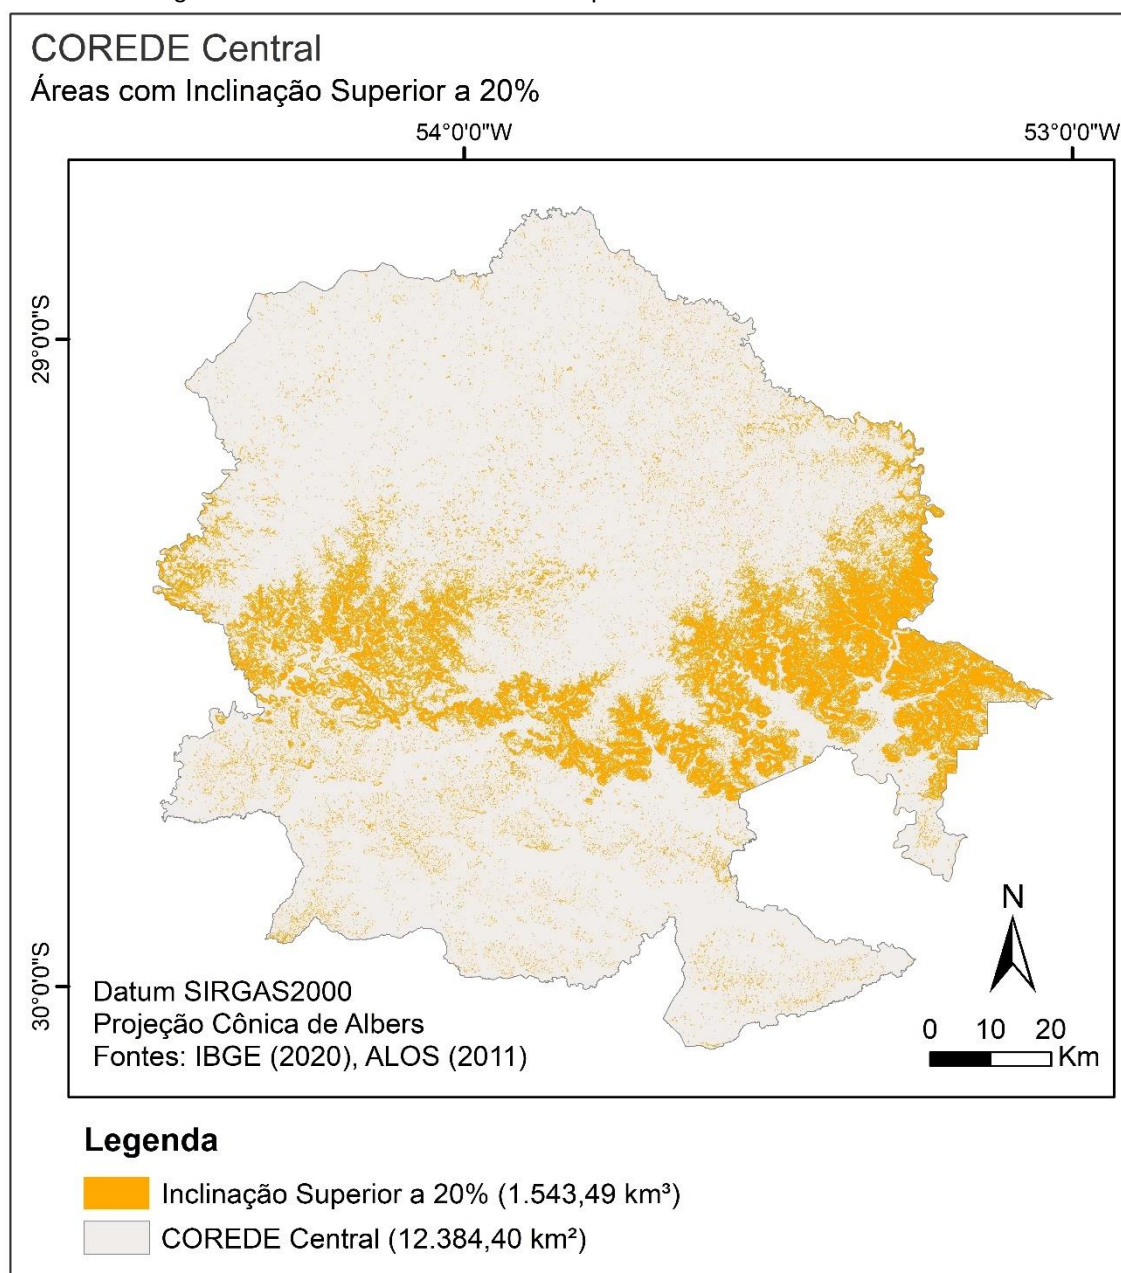 COREDE Central
Áreas com Inclinação Superior a 20%
54°0'0"W
53°0'0"W
29°0'0"S
30°0'0"S
N
Datum SIRGAS2000
Projeção Cônica de Albers
Fontes: IBGE (2020), ALOS (2011)
0 10 20
Km
Legenda
Inclinação Superior a 20% (1.543,49 km³)
COREDE Central (12.384,40 km²)